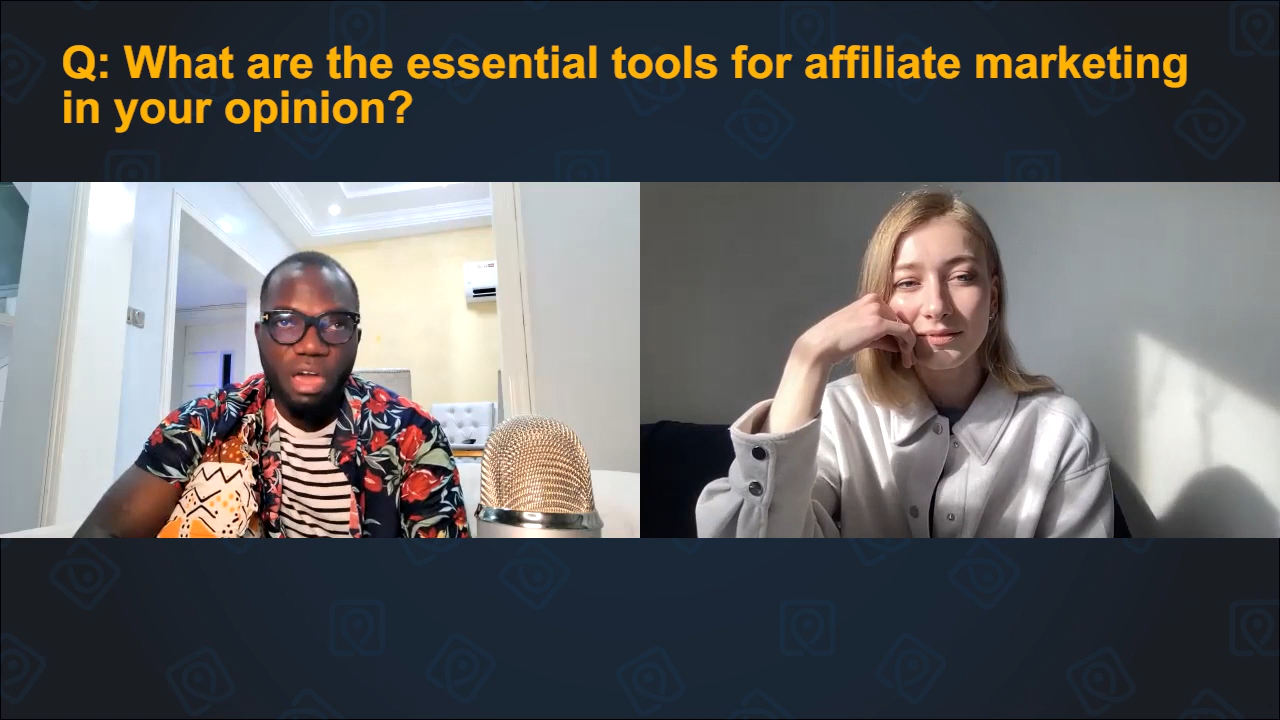 Q: What are the essential tools for affiliate marketing
in your opinion?